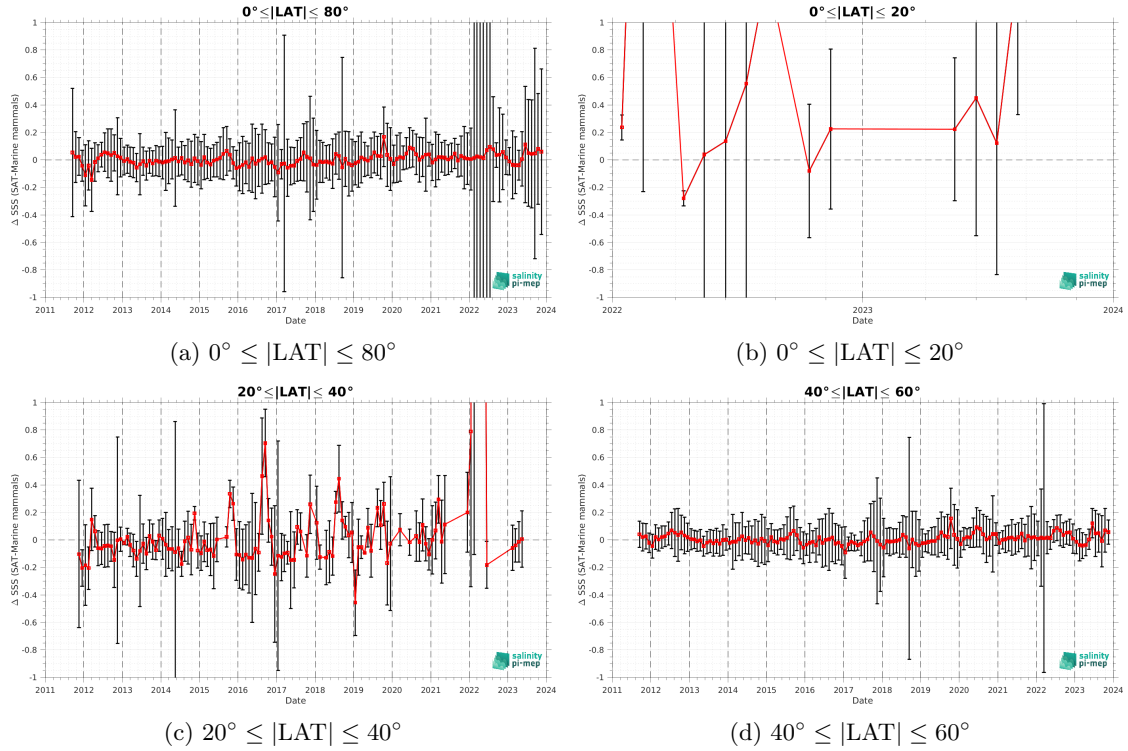 0°≤|LAT|≤ 80°
Δ SSS (SAT-Marine mammals)
1
0.8
0.6
0.4
0.2
0
-0.2
-0.4
-0.6
-0.8
-1
2011 2012 2013 2014 2015 2016 2017 2018 2019 2020 2021 2022 2023 2024
Date
salinity
pi-mep
(a) 0° ≤ |LAT| ≤ 80°
0°≤|LAT|≤ 20°
Δ SSS (SAT-Marine mammals)
1
0.8
0.6
0.4
0.2
0
-0.2
-0.4
-0.6
-0.8
-1
2022 2023 2024
Date
salinity
pi-mep
(b) 0° ≤ |LAT| ≤ 20°
20°≤|LAT|≤ 40°
Δ SSS (SAT-Marine mammals)
1
0.8
0.6
0.4
0.2
0
-0.2
-0.4
-0.6
-0.8
-1
2011 2012 2013 2014 2015 2016 2017 2018 2019 2020 2021 2022 2023 2024
Date
salinity
pi-mep
(c) 20° ≤ |LAT| ≤ 40°
40°≤|LAT|≤ 60°
Δ SSS (SAT-Marine mammals)
1
0.8
0.6
0.4
0.2
0
-0.2
-0.4
-0.6
-0.8
-1
2011 2012 2013 2014 2015 2016 2017 2018 2019 2020 2021 2022 2023 2024
Date
salinity
pi-mep
(d) 40° ≤ |LAT| ≤ 60°